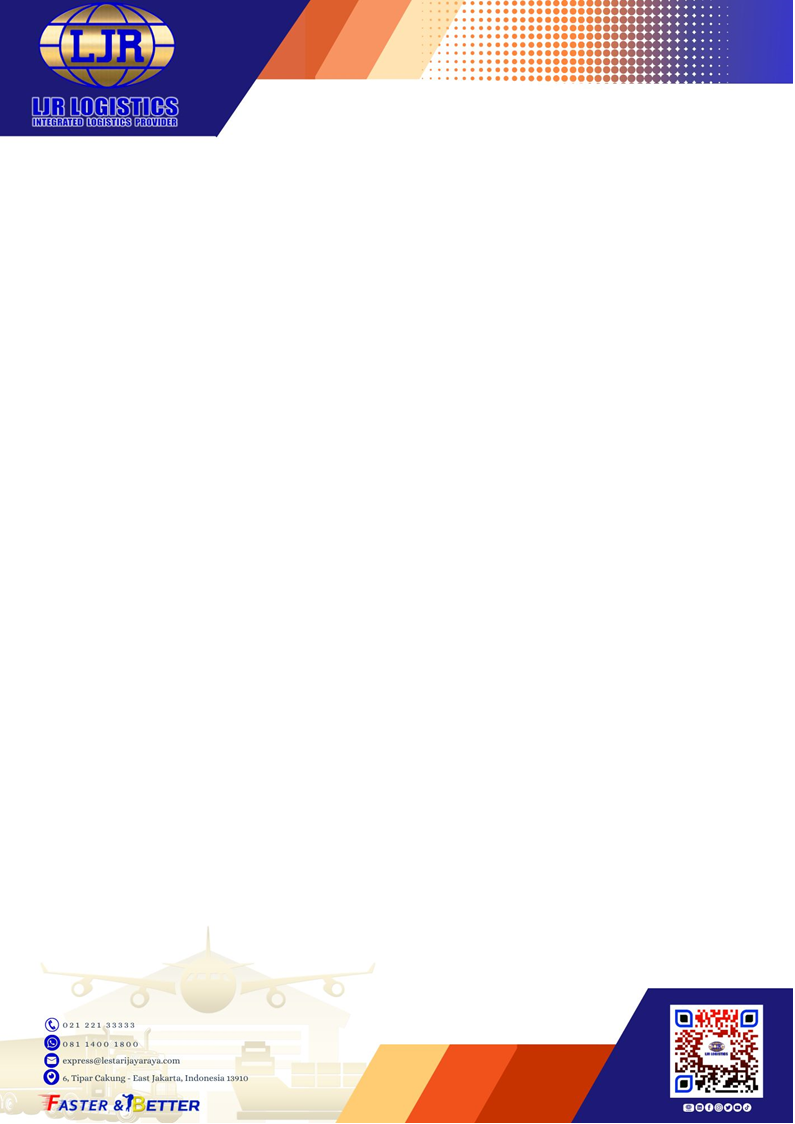 LJR
LJR LOGISTICS
INTEGRATED LOGISTICS PROVIDER
021 221 33333
081 1400 1800
express@lestarijayaraya.com
6, Tipar Cakung - East Jakarta, Indonesia 13910
FASTER & BETTER
LJR LOGISTICS